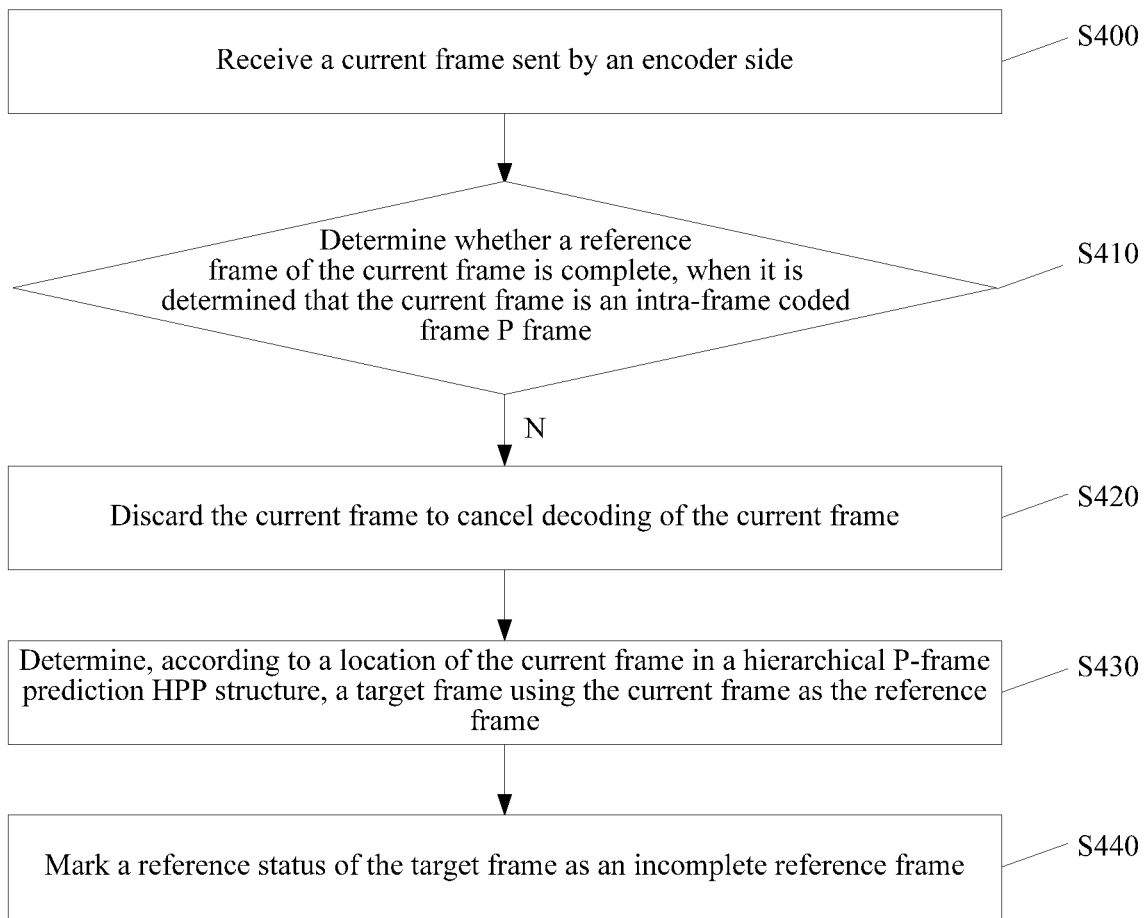 Receive a current frame sent by an encoder side
S400
Determine whether a reference
frame of the current frame is complete, when it is
determined that the current frame is an intra-frame coded
frame P frame
S410
N
Discard the current frame to cancel decoding of the current frame
S420
Determine, according to a location of the current frame in a hierarchical P-frame
prediction HPP structure, a target frame using the current frame as the reference
frame
S430
Mark a reference status of the target frame as an incomplete reference frame
S440